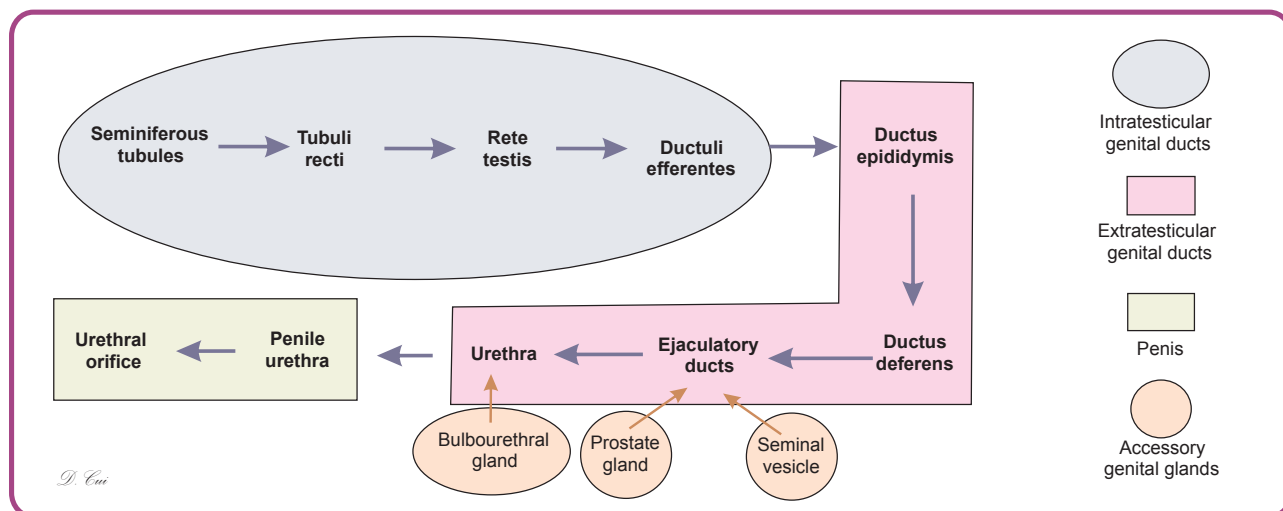 Seminiferous
tubules
Tubuli
recti
Rete
testis
Ductuli
efferentes
Ductus
epididymis
Ductus
deferens
Ejaculatory
ducts
Urethra
Penile
urethra
Urethral
orifice
Bulbourethral
gland
Prostate
gland
Seminal
vesicle
D. Cui
Intratesticular
genital ducts
Extratesticular
genital ducts
Penis
Accessory
genital glands